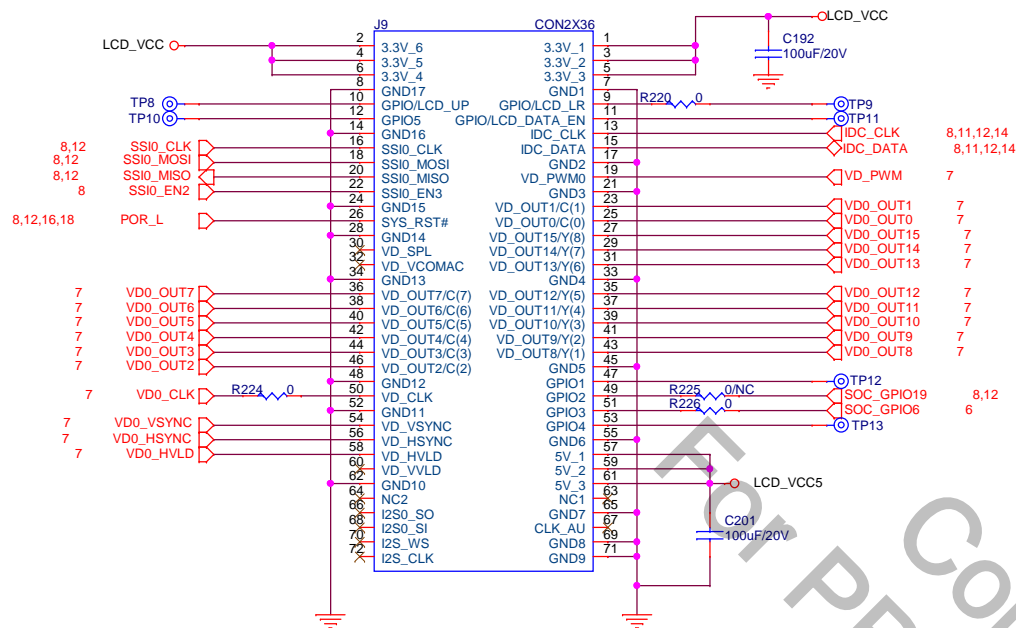 J9 CON2X36
LCD_VCC 2 3.3V_6 3.3V_1 1 LCD_VCC
4 3.3V_5 3.3V_2 3 C192
6 3.3V_4 3.3V_3 5 100uF/20V
8 GND17 GND1 7
TP8 10 GPIO/LCD_UP GPIO/LCD_LR 9 R220 0 TP9
TP10 12 GPIO5 GPIO/LCD_DATA_EN 11 TP11
14 GND16 IDC_CLK 13 IDC_CLK 8,11,12,14
8,12 SSI0_CLK 16 SSI0_CLK IDC_DATA 15 IDC_DATA 8,11,12,14
8,12 SSI0_MOSI 18 SSI0_MOSI GND2 17
8,12 SSI0_MISO 20 SSI0_MISO VD_PWM0 19 VD_PWM 7
8 SSI0_EN2 22 SSI0_EN3 GND3 21
24 GND15 VD_OUT1/C(1) 23 VD0_OUT1 7
8,12,16,18 POR_L 26 SYS_RST# VD_OUT0/C(0) 25 VD0_OUT0 7
28 GND14 VD_OUT15/Y(8) 27 VD0_OUT15 7
30 VD_SPL VD_OUT14/Y(7) 29 VD0_OUT14 7
32 VD_VCOMAC VD_OUT13/Y(6) 31 VD0_OUT13 7
34 GND13 GND4 33
7 VD0_OUT7 36 VD_OUT7/C(7) VD_OUT12/Y(5) 35 VD0_OUT12 7
7 VD0_OUT6 38 VD_OUT6/C(6) VD_OUT11/Y(4) 37 VD0_OUT11 7
7 VD0_OUT5 40 VD_OUT5/C(5) VD_OUT10/Y(3) 39 VD0_OUT10 7
7 VD0_OUT4 42 VD_OUT4/C(4) VD_OUT9/Y(2) 41 VD0_OUT9 7
7 VD0_OUT3 44 VD_OUT3/C(3) VD_OUT8/Y(1) 43 VD0_OUT8 7
7 VD0_OUT2 46 VD_OUT2/C(2) GND5 45
48 GND12 GPIO1 47 TP12
7 VD0_CLK R224 0 50 VD_CLK GPIO2 49 R225 0/NC SOC_GPIO19 8,12
52 GND11 GPIO3 51 R226 0 SOC_GPIO6 6
7 VD0_VSYNC 54 VD_VSYNC GPIO4 53 TP13
7 VD0_HSYNC 56 VD_HSYNC GND6 55
7 VD0_HVLD 58 VD_HVLD 5V_1 57
60 VD_VVLD 5V_2 59
62 GND10 5V_3 61 LCD_VCC5
64 NC2 NC1 63
66 I2S0_SO GND7 65
68 I2S0_SI CLK_AU 67 C201
70 I2S_WS GND8 69 100uF/20V
72 I2S_CLK GND9 71
For